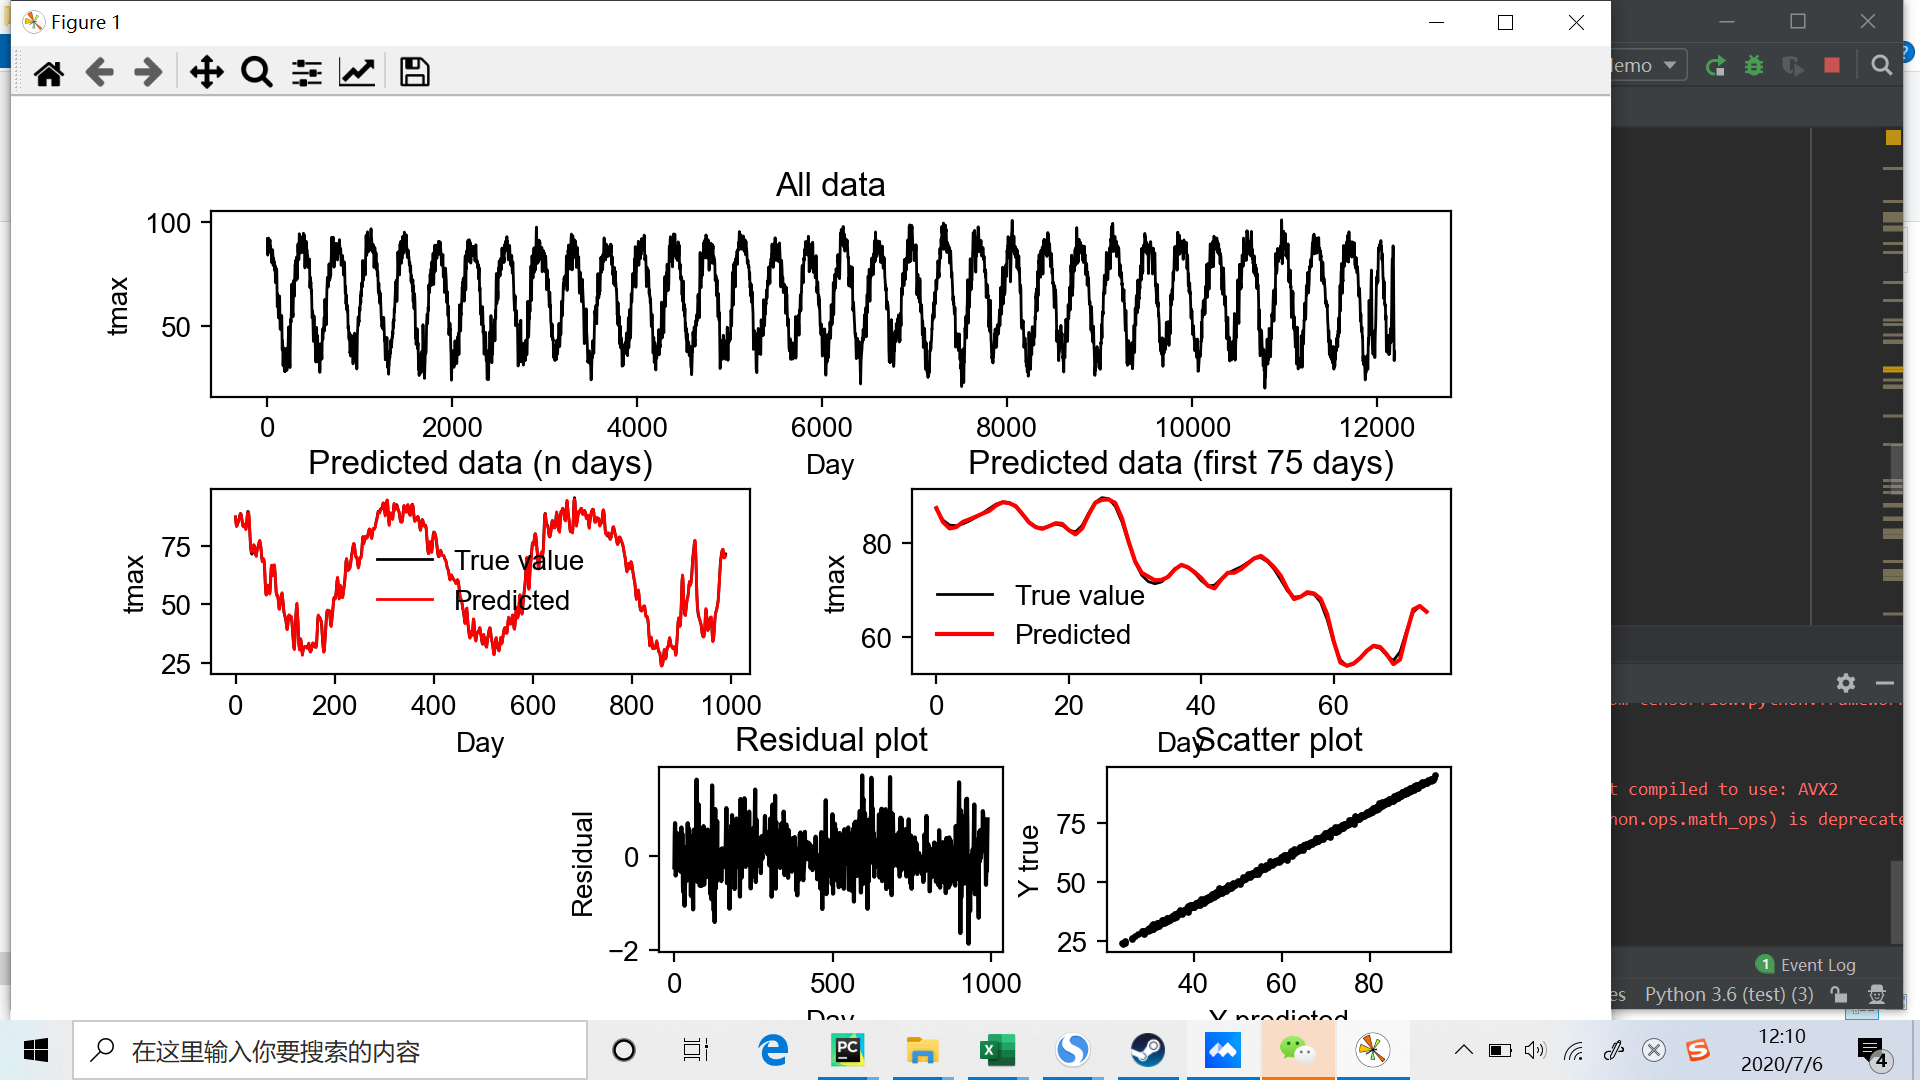 Figure 1
emo
All data
100
50
tmax
0 2000 4000 6000 8000 10000 12000
Day
Predicted data (n days)
75
50
25
tmax
True value
Predicted
0 200 400 600 800 1000
Day
Predicted data (first 75 days)
80
60
tmax
True value
Predicted
0 20 40 60
Day
Residual plot
0
−2
Residual
0 500 1000
Day
Scatter plot
75
50
25
Y true
40 60 80
Y predicted
t compiled to use: AVX2
hon.ops.math_ops) is deprecate
1 Event Log
es Python 3.6 (test) (3)
在这里输入你要搜索的内容
PC
12:10
2020/7/6
4